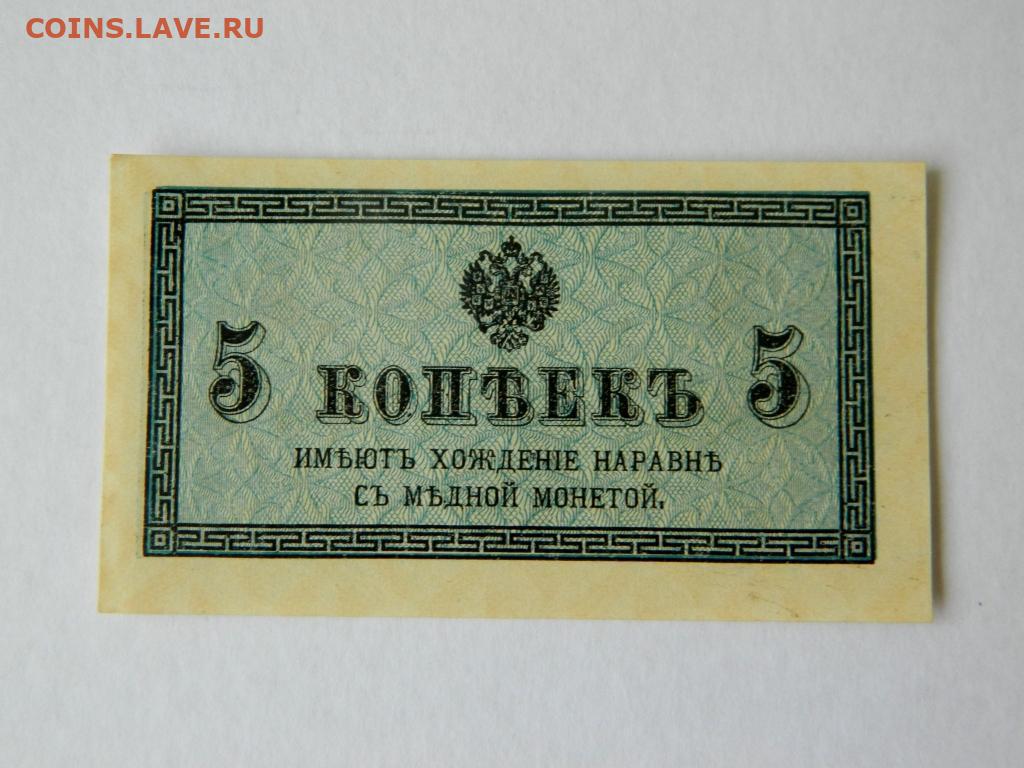 COINS.LAVE.RU
5 КОПѢЕКЪ 5
ИМѢЮТЪ ХОЖДЕНІЕ НАРАВНѢ
СЪ МѢДНОЙ МОНЕТОЙ.